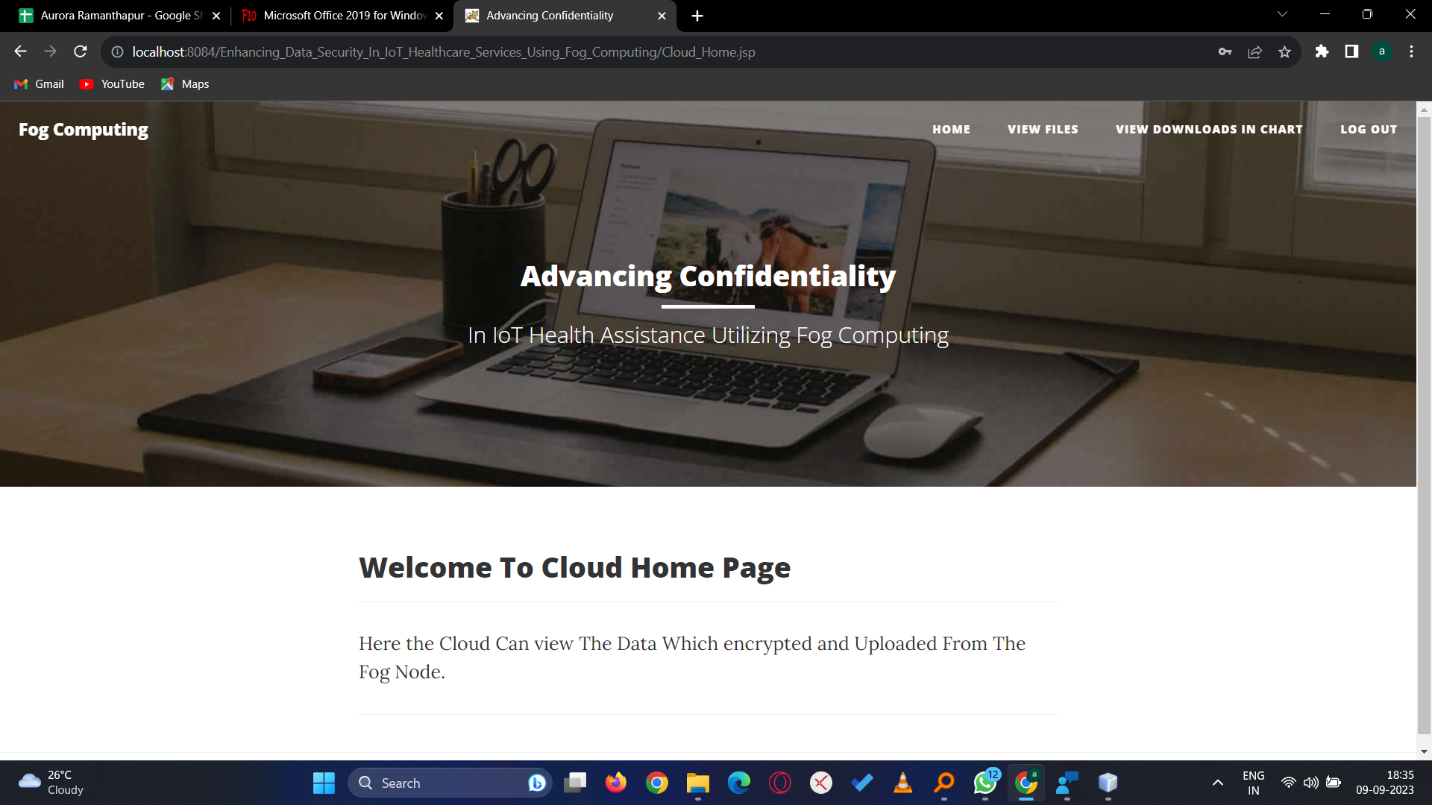 Aurora Ramanthapur - Google Sh
Microsoft Office 2019 for Window
Advancing Confidentiality
localhost:8084/Enhancing_Data_Security_In_IoT_Healthcare_Services_Using_Fog_Computing/Cloud_Home.jsp
a
Gmail
YouTube
Maps
Fog Computing
HOME
VIEW FILES
VIEW DOWNLOADS IN CHART
LOG OUT
Advancing Confidentiality
In IoT Health Assistance Utilizing Fog Computing
Welcome To Cloud Home Page
Here the Cloud Can view The Data Which encrypted and Uploaded From The
Fog Node.
26°C
Cloudy
Search
12
a
ENG
IN
18:35
09-09-2023